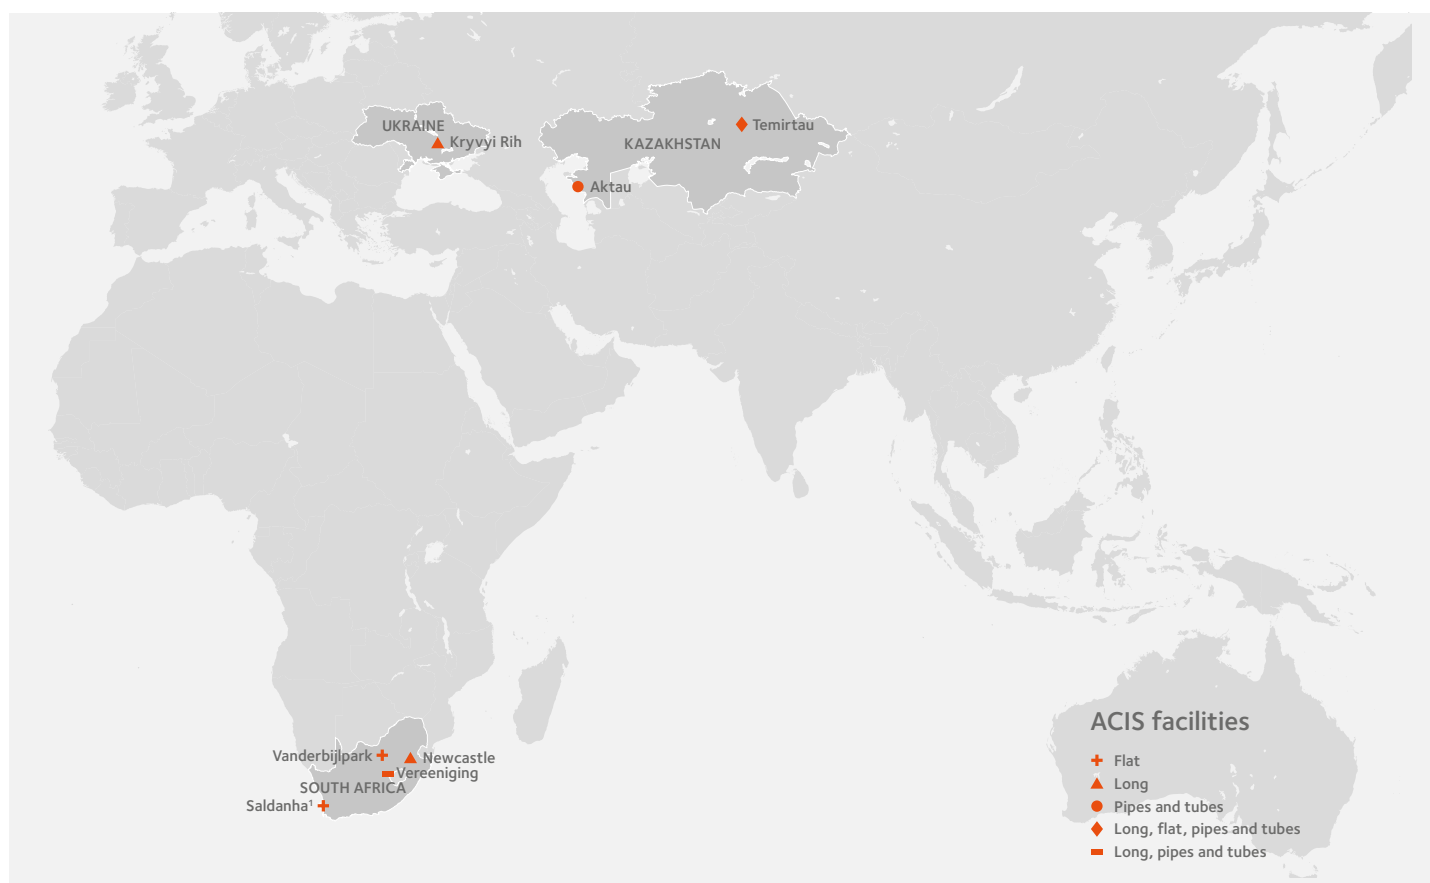 UKRAINE
Kryvyi Rih
KAZAKHSTAN
Temirtau
Aktau
Vanderbijlpark
Newcastle
Vereeniging
SOUTH AFRICA
Saldanha¹
ACIS facilities
Flat
Long
Pipes and tubes
Long, flat, pipes and tubes
Long, pipes and tubes